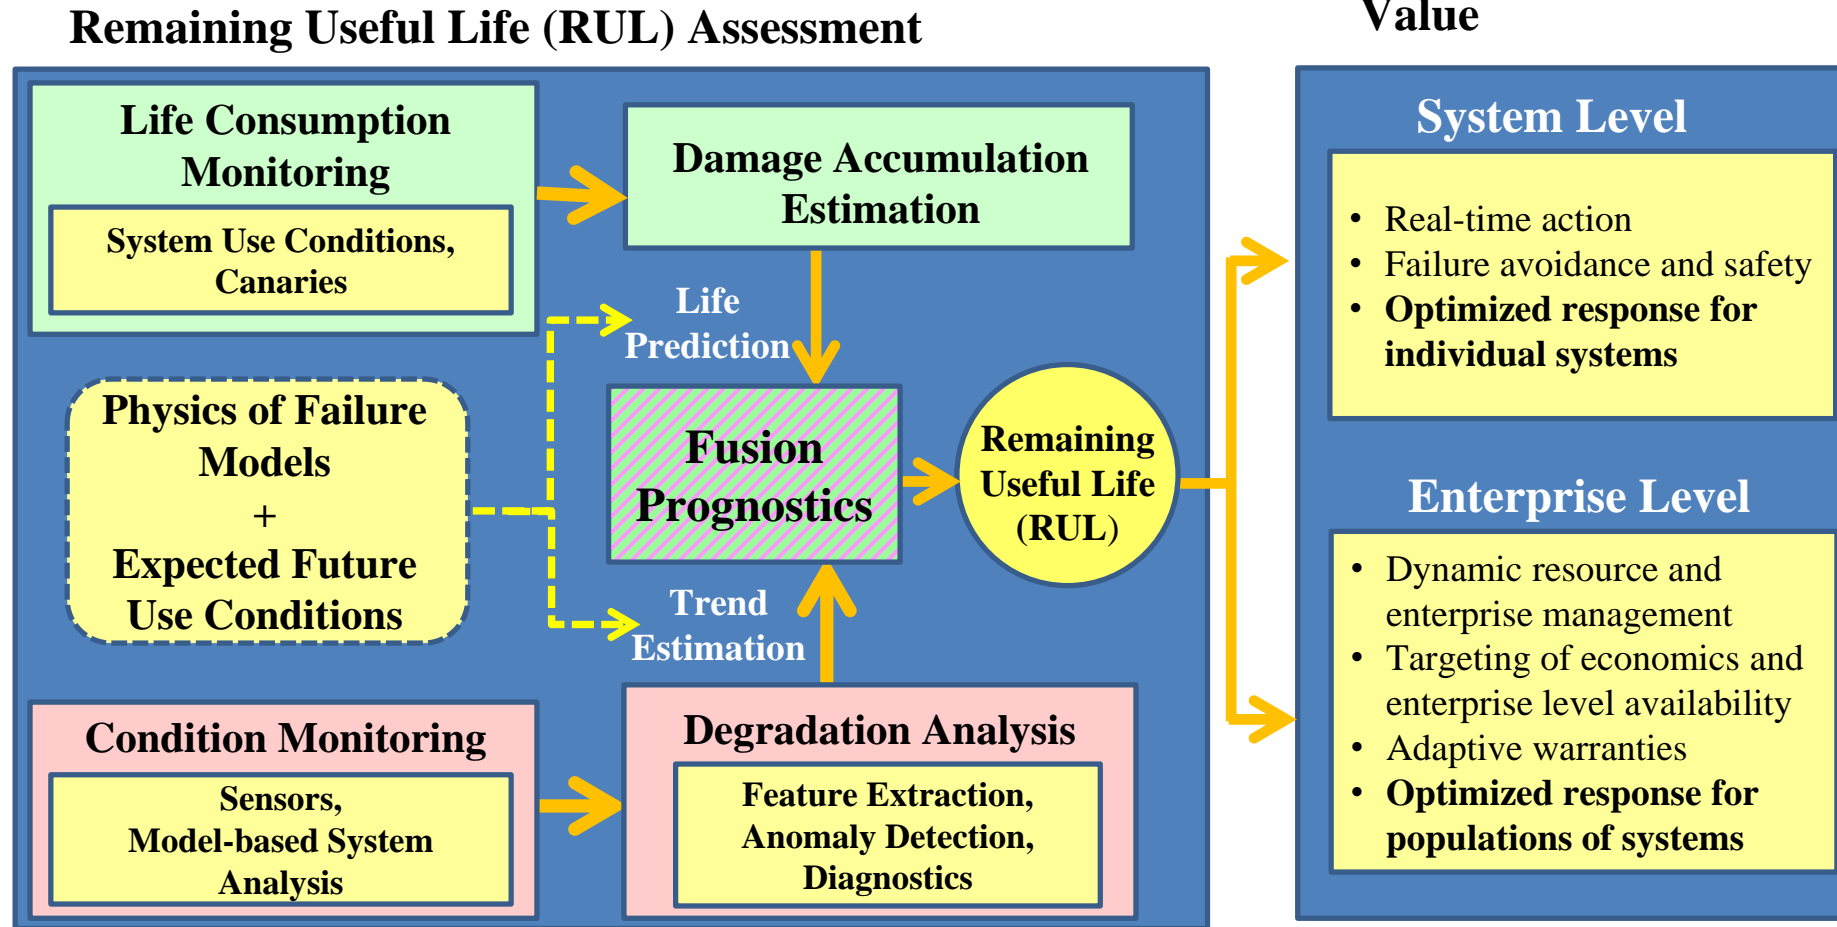 Remaining Useful Life (RUL) Assessment
Value
Life Consumption
Monitoring
System Use Conditions,
Canaries
Damage Accumulation
Estimation
Life
Prediction
Physics of Failure
Models
+
Expected Future
Use Conditions
Fusion
Prognostics
Remaining
Useful Life
(RUL)
Trend
Estimation
Condition Monitoring
Sensors,
Model-based System
Analysis
Degradation Analysis
Feature Extraction,
Anomaly Detection,
Diagnostics
System Level
• Real-time action
• Failure avoidance and safety
• Optimized response for
individual systems
Enterprise Level
• Dynamic resource and
enterprise management
• Targeting of economics and
enterprise level availability
• Adaptive warranties
• Optimized response for
populations of systems